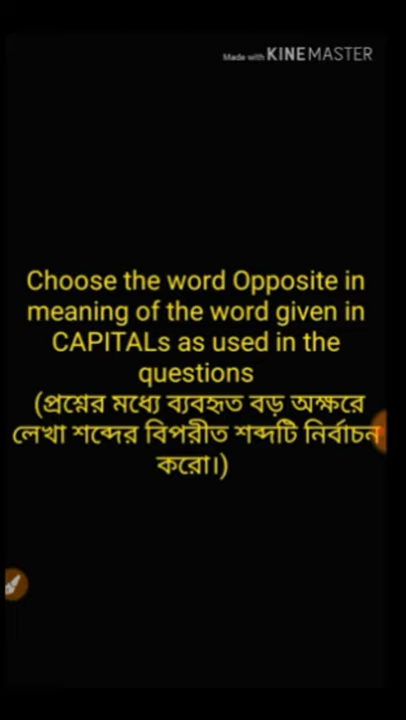 Made with KINEMASTER
Choose the word Opposite in
meaning of the word given in
CAPITALs as used in the
questions
(প্রশ্নের মধ্যে ব্যবহৃত বড় অক্ষরে
লেখা শব্দের বিপরীত শব্দটি নির্বাচন
করো।)